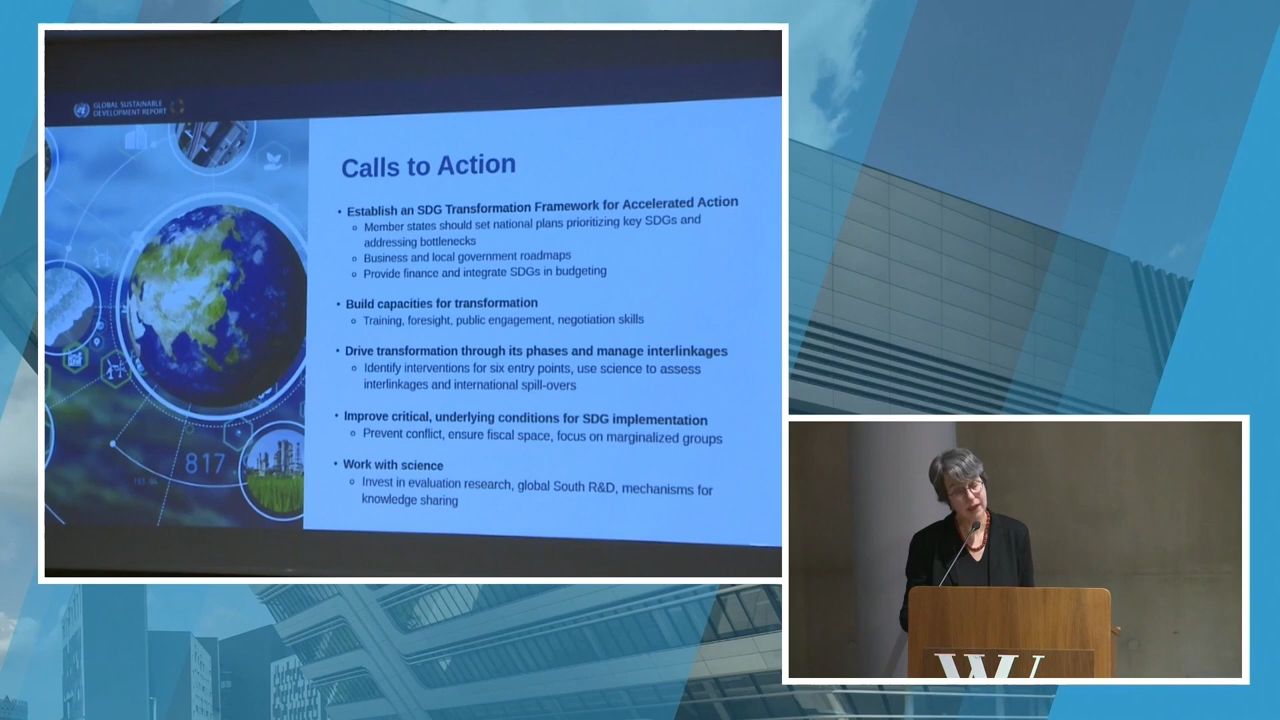 GLOBAL SUSTAINABLE
DEVELOPMENT REPORT
Calls to Action
• Establish an SDG Transformation Framework for Accelerated Action
Member states should set national plans prioritizing key SDGs and
addressing bottlenecks
Business and local government roadmaps
Provide finance and integrate SDGs in budgeting
• Build capacities for transformation
Training, foresight, public engagement, negotiation skills
• Drive transformation through its phases and manage interlinkages
Identify interventions for six entry points, use science to assess
interlinkages and international spill-overs
• Improve critical, underlying conditions for SDG implementation
Prevent conflict, ensure fiscal space, focus on marginalized groups
• Work with science
Invest in evaluation research, global South R&D, mechanisms for
knowledge sharing
817
W